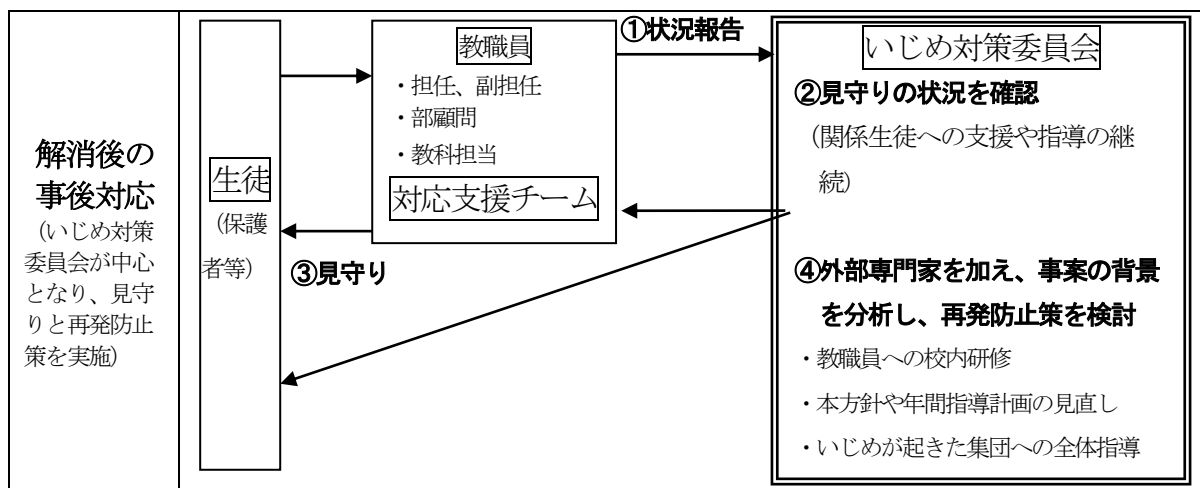 解消後の
事後対応
(いじめ対策
委員会が中心
となり、見守
りと再発防止
策を実施)
生徒
(保護
者等)
教職員
・担任、副担任
・部顧問
・教科担当
対応支援チーム
③見守り
①状況報告
いじめ対策委員会
②見守りの状況を確認
(関係生徒への支援や指導の継
続)
④外部専門家を加え、事案の背景
を分析し、再発防止策を検討
・教職員への校内研修
・本方針や年間指導計画の見直し
・いじめが起きた集団への全体指導